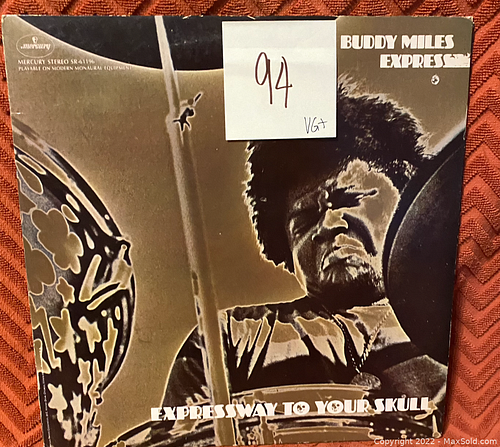 mercury
MERCURY STEREO SR-61196
PLAYABLE ON MODERN MONAURAL EQUIPMENT
94
VG+
BUDDY MILES
EXPRESS
EXPRESSWAY TO YOUR SKULL
Copyright 2022 - MaxSold.com